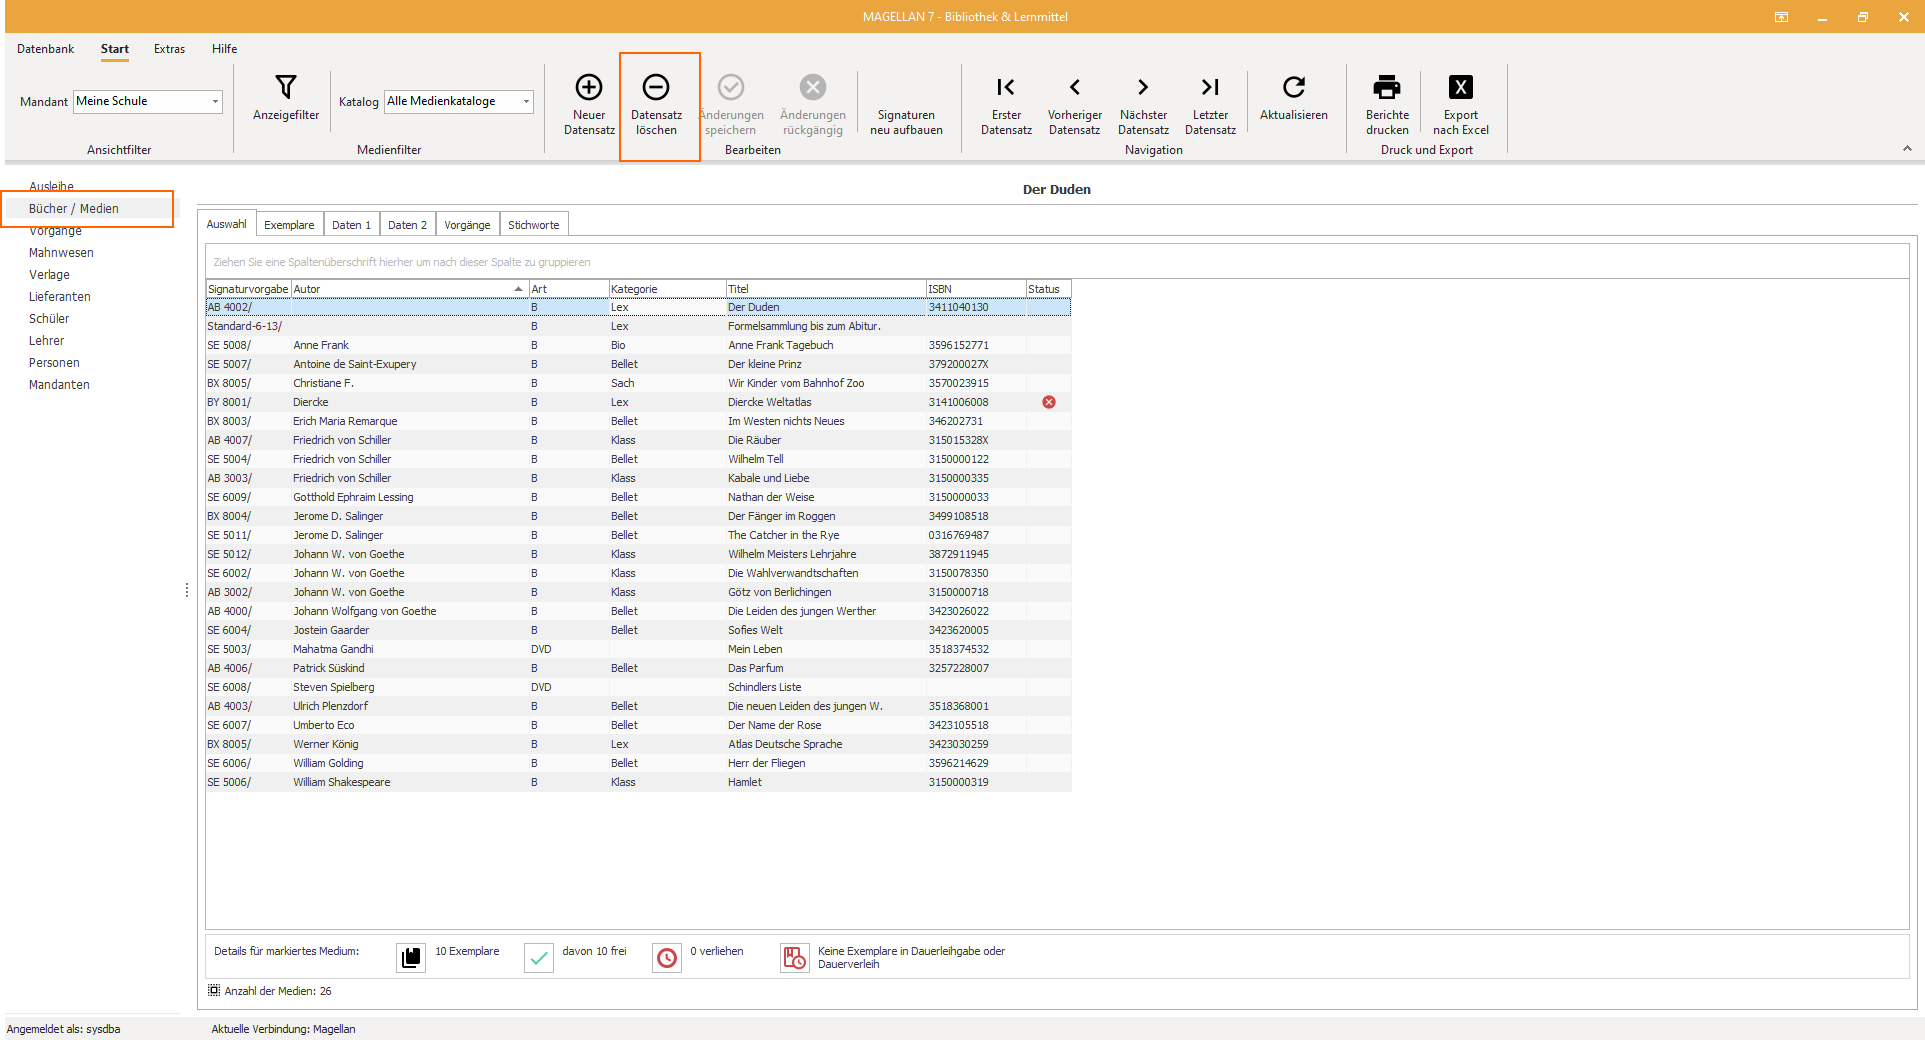 MAGELLAN 7 - Bibliothek & Lernmittel
Datenbank Start Extras Hilfe
Mandant Meine Schule
Ansichtfilter
Anzeigefilter
Katalog Alle Medienkataloge
Medienfilter
Neuer Datensatz
Datensatz löschen
Änderungen speichern
Änderungen rückgängig
Signaturen neu aufbauen
Bearbeiten
Erster Datensatz
Vorheriger Datensatz
Nächster Datensatz
Letzter Datensatz
Aktualisieren
Navigation
Berichte drucken
X
Export nach Excel
Druck und Export
Ausleihe
Bücher / Medien
Vorgänge
Mahnwesen
Verlage
Lieferanten
Schüler
Lehrer
Personen
Mandanten
Der Duden
Auswahl Exemplare Daten 1 Daten 2 Vorgänge Stichworte
Ziehen Sie eine Spaltenüberschrift hierher um nach dieser Spalte zu gruppieren
Signaturvorgabe Autor Art Kategorie Titel ISBN Status
AB 4002/ B Lex Der Duden 3411040130
Standard-6-13/ B Lex Formelsammlung bis zum Abitur.
SE 5008/ Anne Frank B Bio Anne Frank Tagebuch 3596152771
SE 5007/ Antoine de Saint-Exupery B Bellet Der kleine Prinz 379200027X
BX 8005/ Christiane F. B Sach Wir Kinder vom Bahnhof Zoo 3570023915
BY 8001/ Diercke B Lex Diercke Weltatlas 3141006008
BX 8003/ Erich Maria Remarque B Bellet Im Westen nichts Neues 346202731
AB 4007/ Friedrich von Schiller B Klass Die Räuber 315015328X
SE 5004/ Friedrich von Schiller B Bellet Wilhelm Tell 3150000122
AB 3003/ Friedrich von Schiller B Klass Kabale und Liebe 3150000335
SE 6009/ Gotthold Ephraim Lessing B Bellet Nathan der Weise 3150000033
BX 8004/ Jerome D. Salinger B Bellet Der Fänger im Roggen 3499108518
SE 5011/ Jerome D. Salinger B Bellet The Catcher in the Rye 0316769487
SE 5012/ Johann W. von Goethe B Klass Wilhelm Meisters Lehrjahre 3872911945
SE 6002/ Johann W. von Goethe B Klass Die Wahlverwandtschaften 3150078350
AB 3002/ Johann W. von Goethe B Klass Götz von Berlichingen 3150000718
AB 4000/ Johann Wolfgang von Goethe B Bellet Die Leiden des jungen Werther 3423026022
SE 6004/ Jostein Gaarder B Bellet Sofies Welt 3423620005
SE 5003/ Mahatma Gandhi DVD Mein Leben 3518374532
AB 4006/ Patrick Süskind B Bellet Das Parfum 3257228007
SE 6008/ Steven Spielberg DVD Schindlers Liste
AB 4003/ Ulrich Plenzdorf B Bellet Die neuen Leiden des jungen W. 3518368001
SE 6007/ Umberto Eco B Bellet Der Name der Rose 3423105518
BX 8005/ Werner König B Lex Atlas Deutsche Sprache 3423030259
SE 6006/ William Golding B Bellet Herr der Fliegen 3596214629
SE 5006/ William Shakespeare B Klass Hamlet 3150000319
Details für markiertes Medium: 10 Exemplare davon 10 frei 0 verliehen Keine Exemplare in Dauerleihgabe oder
Dauerverleih
Anzahl der Medien: 26
Angemeldet als: sysdba Aktuelle Verbindung: Magellan